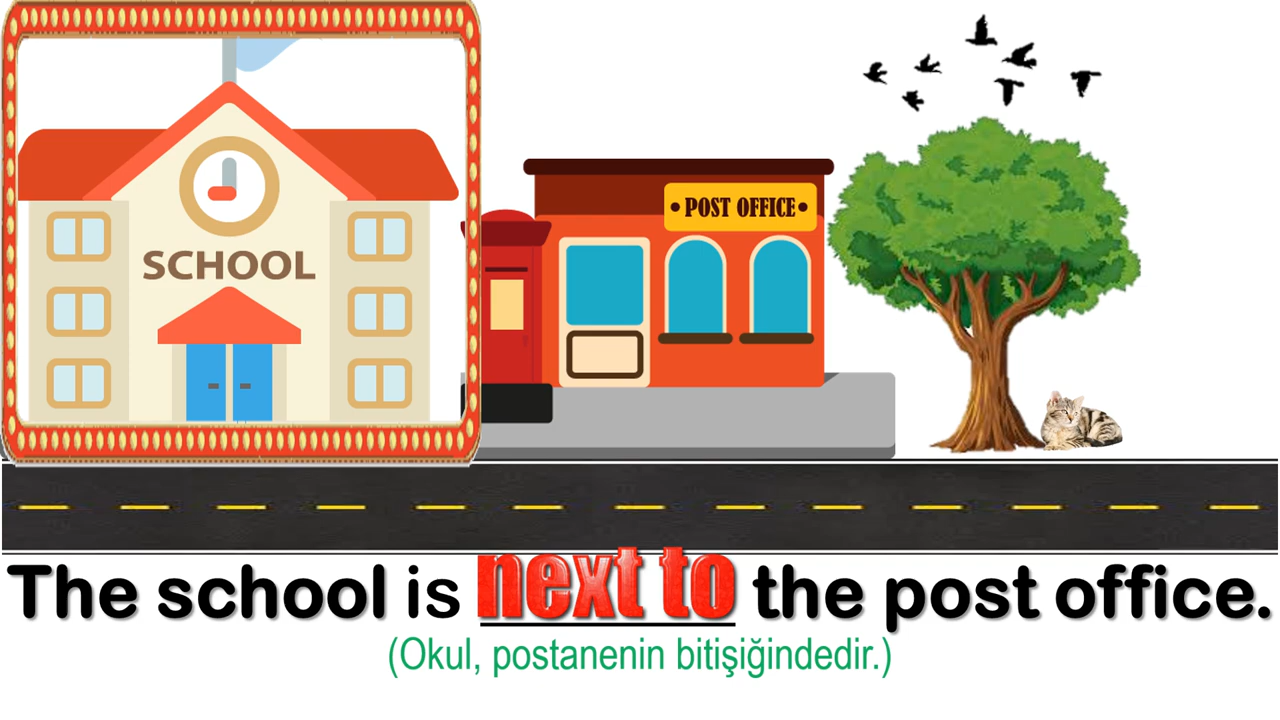 SCHOOL
• POST OFFICE •
The school is next to the post office.
(Okul, postanenin bitişiğindedir.)